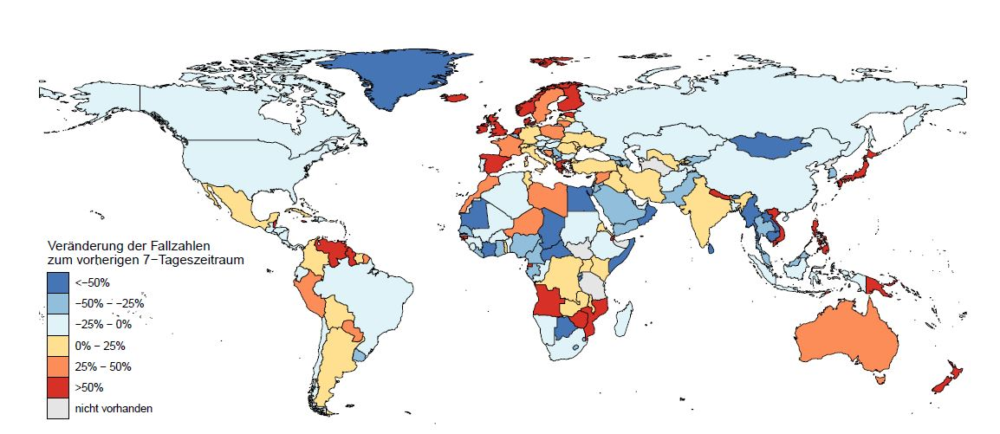 Veränderung der Fallzahlen
zum vorherigen 7−Tageszeitraum
<−50%
−50% − −25%
−25% − 0%
0% − 25%
25% − 50%
>50%
nicht vorhanden